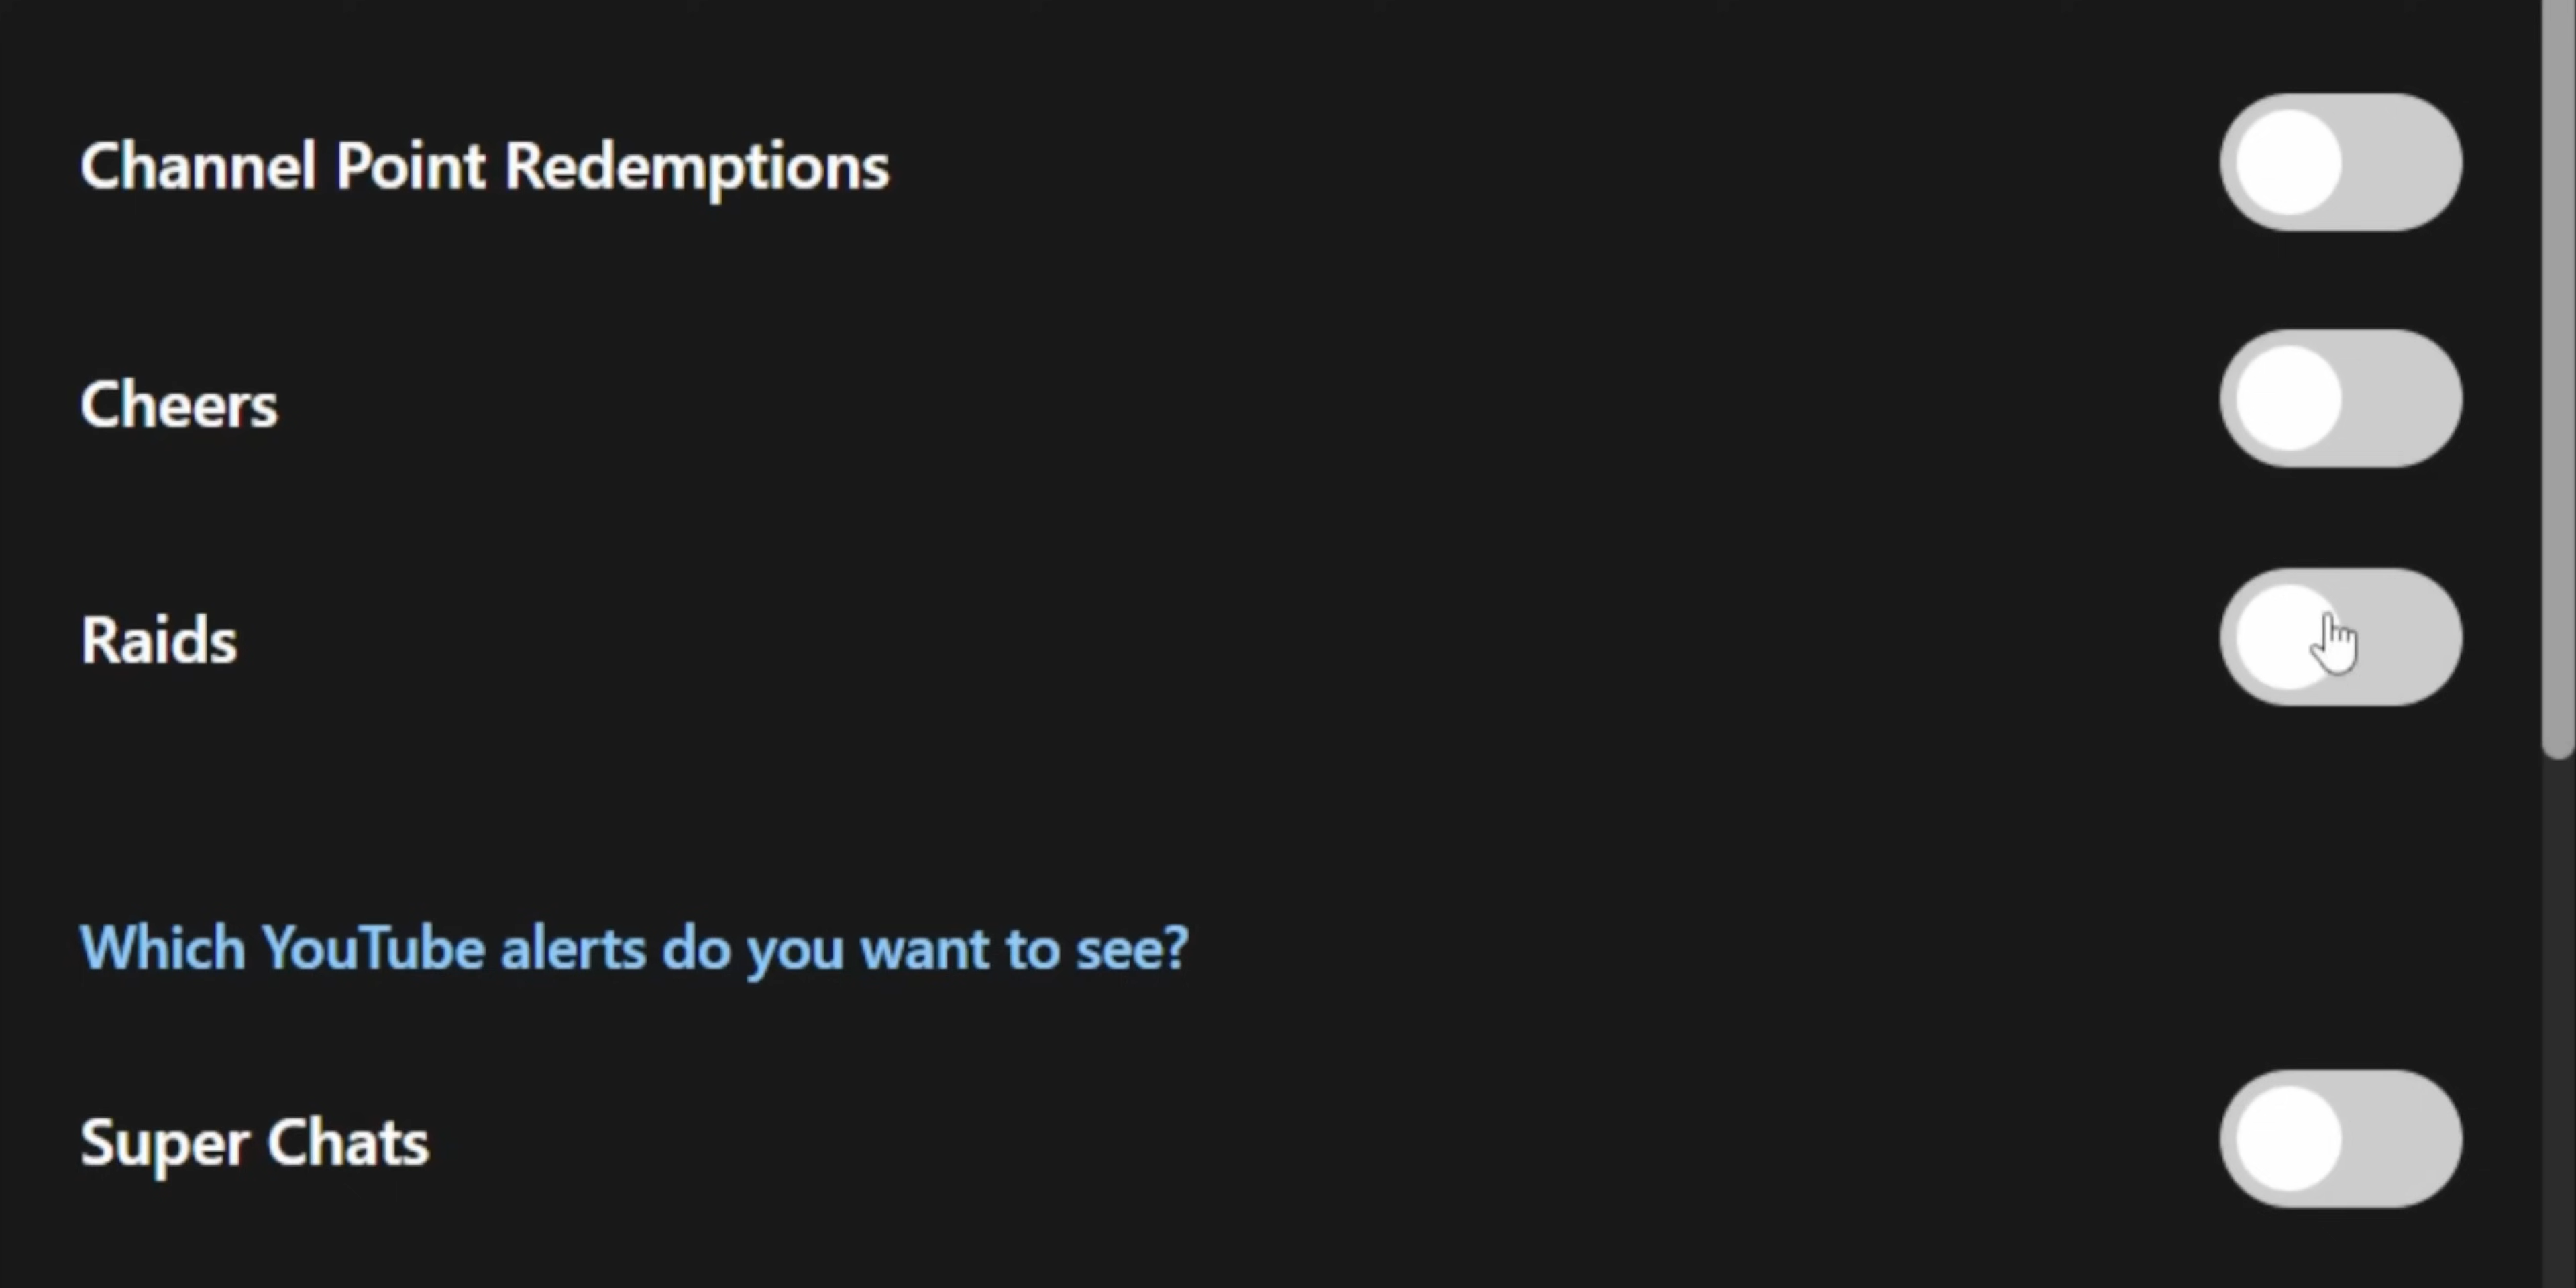 Channel Point Redemptions
Cheers
Raids
Which YouTube alerts do you want to see?
Super Chats